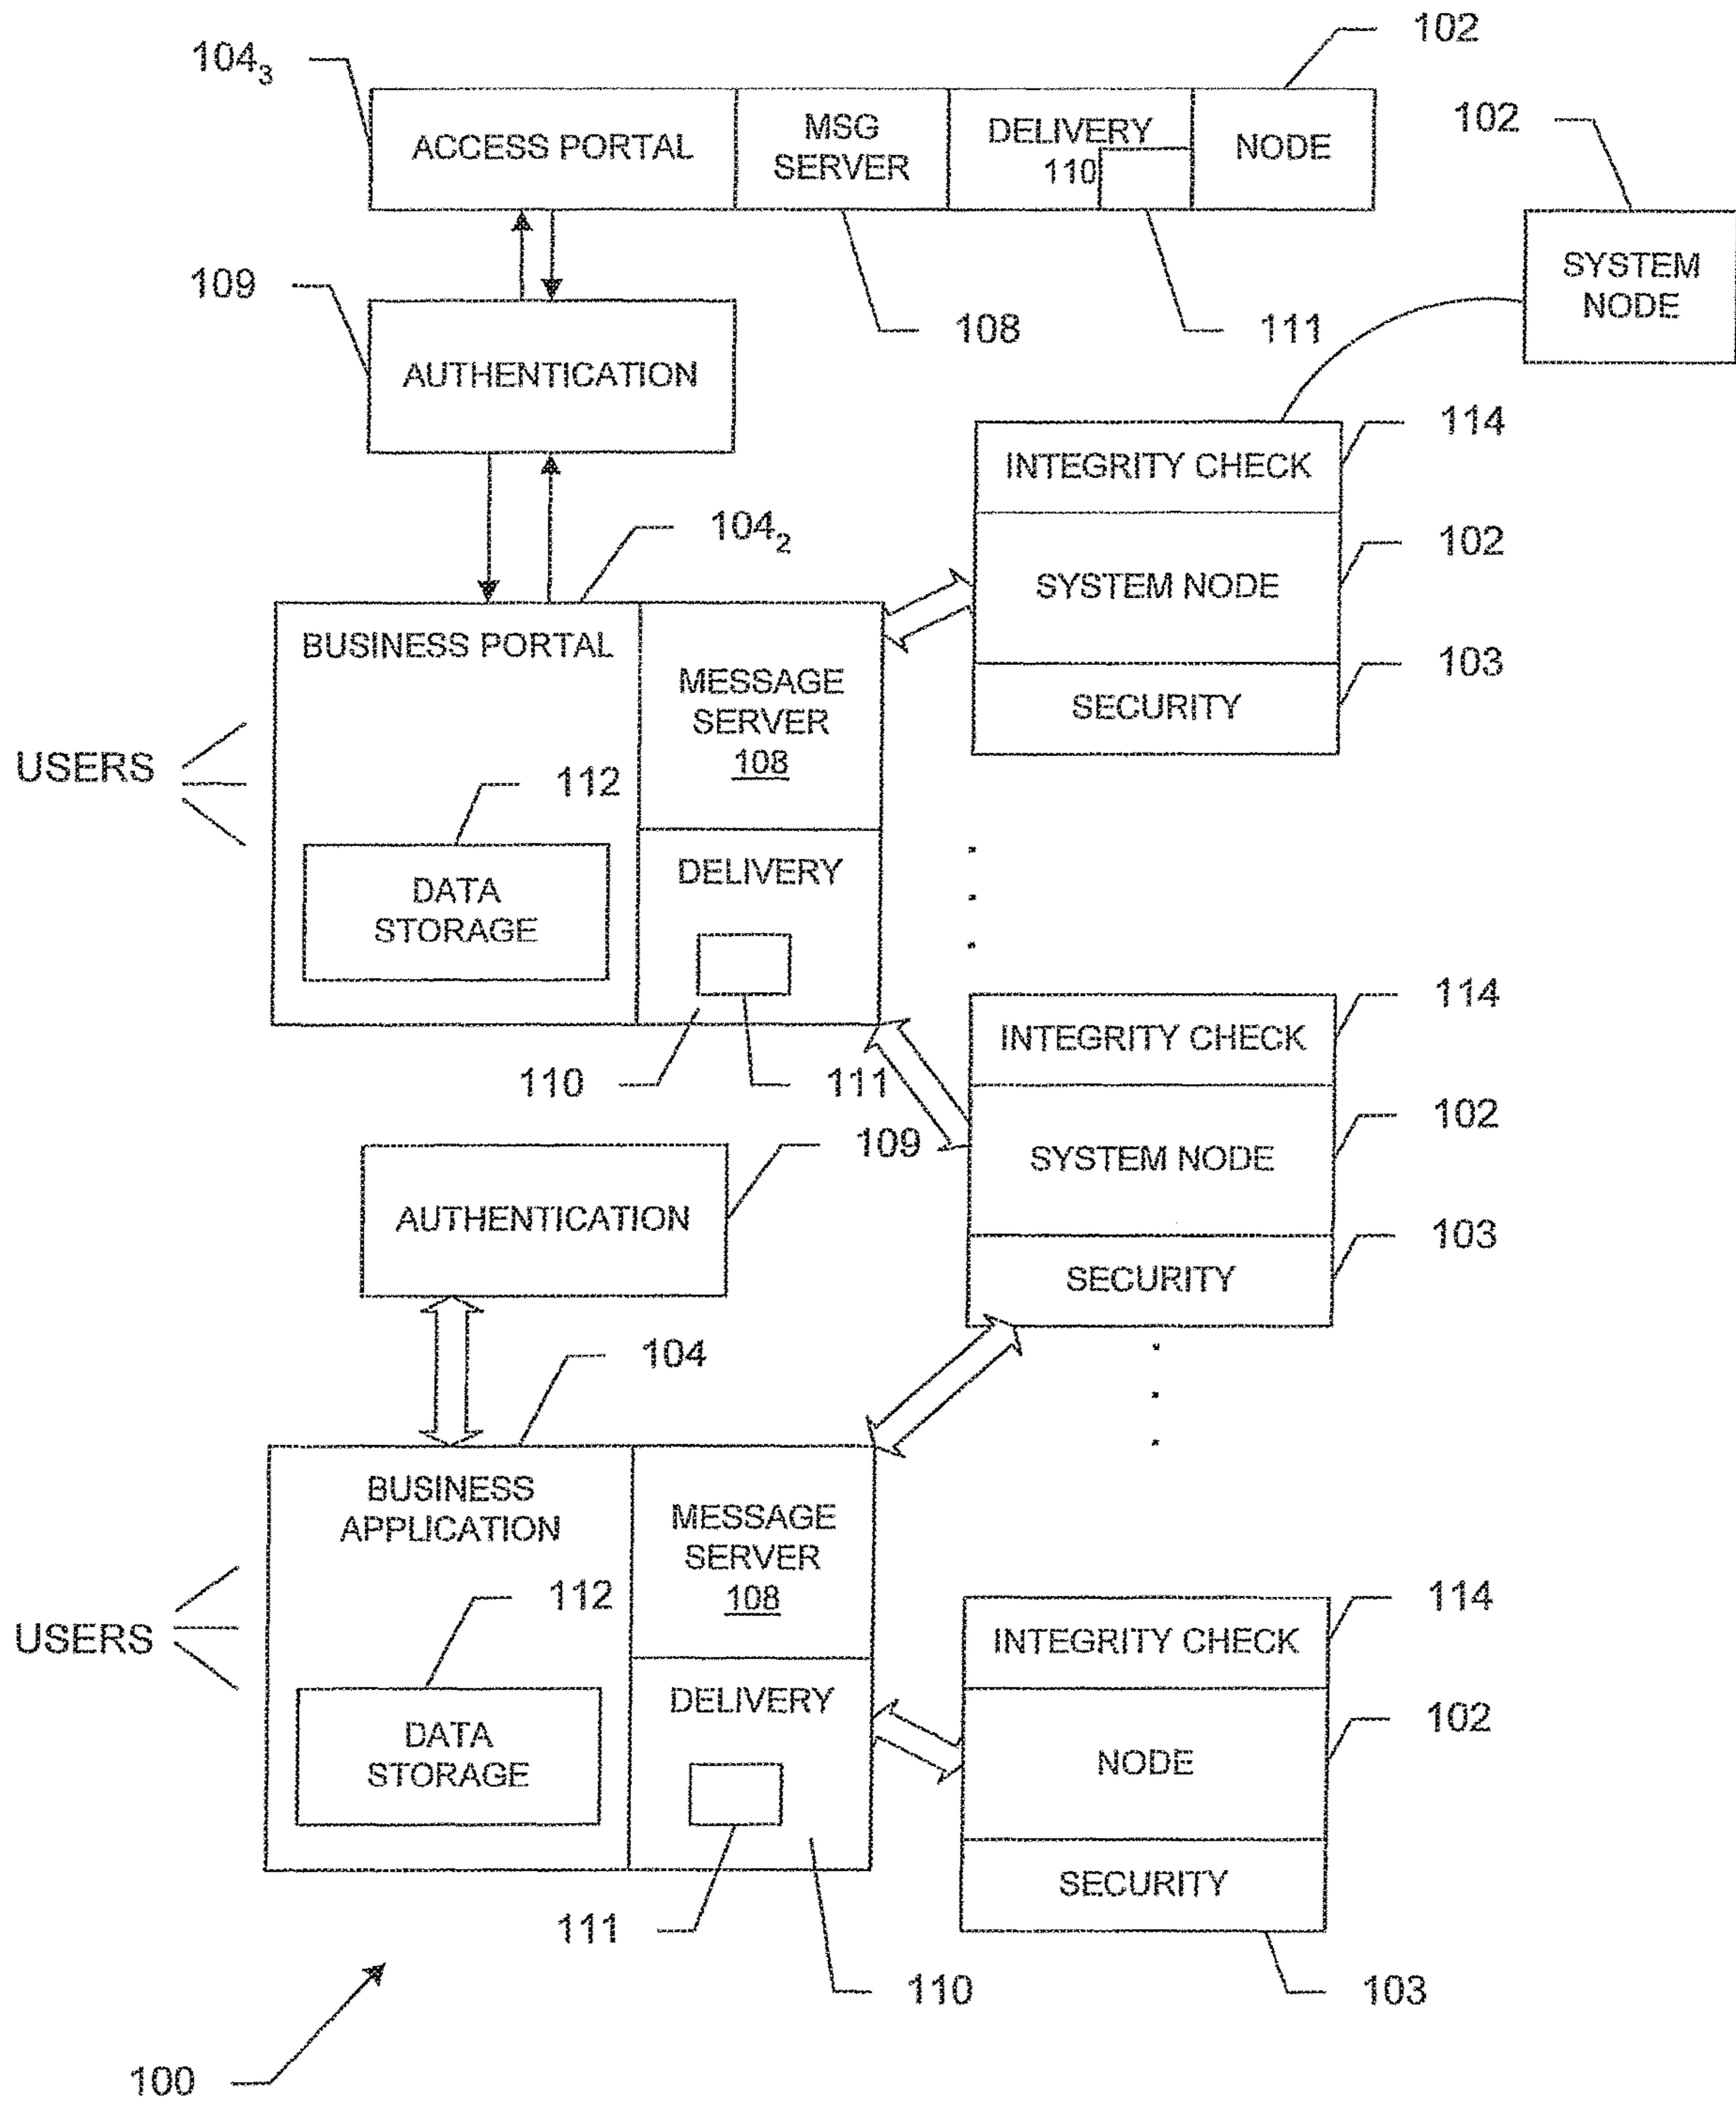 102
104₃
ACCESS PORTAL
MSG
SERVER
DELIVERY
110
NODE
102
SYSTEM
NODE
109
108
111
AUTHENTICATION
114
INTEGRITY CHECK
104₂
102
SYSTEM NODE
BUSINESS PORTAL
103
MESSAGE
SERVER
108
SECURITY
USERS
112
DELIVERY
DATA
STORAGE
114
INTEGRITY CHECK
110
111
102
109
SYSTEM NODE
AUTHENTICATION
103
SECURITY
104
BUSINESS
APPLICATION
MESSAGE
SERVER
108
112
114
USERS
INTEGRITY CHECK
DELIVERY
102
DATA
STORAGE
NODE
SECURITY
111
110
103
100